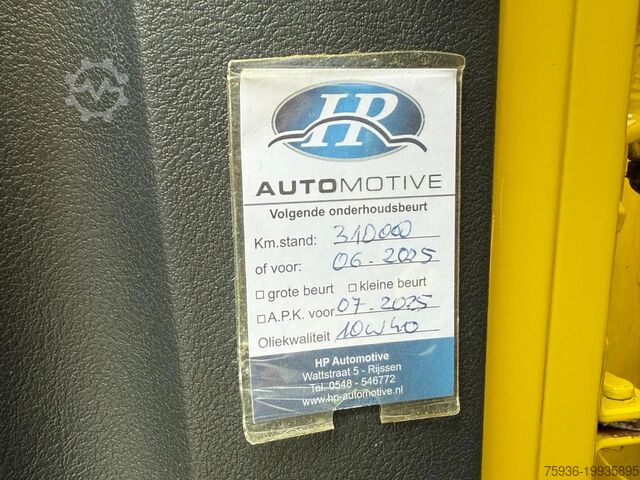 HP
AUTOMOTIVE
Volgende onderhoudsbeurt
Km.stand: 310000
of voor: 06-2025
☐ grote beurt ☐ kleine beurt
☐ A.P.K. voor 07-2025
Oliekwaliteit 10W40
HP Automotive
Wattstraat 5 - Rijssen
Tel. 0548 - 546772
www.hp-automotive.nl
75936-19935895